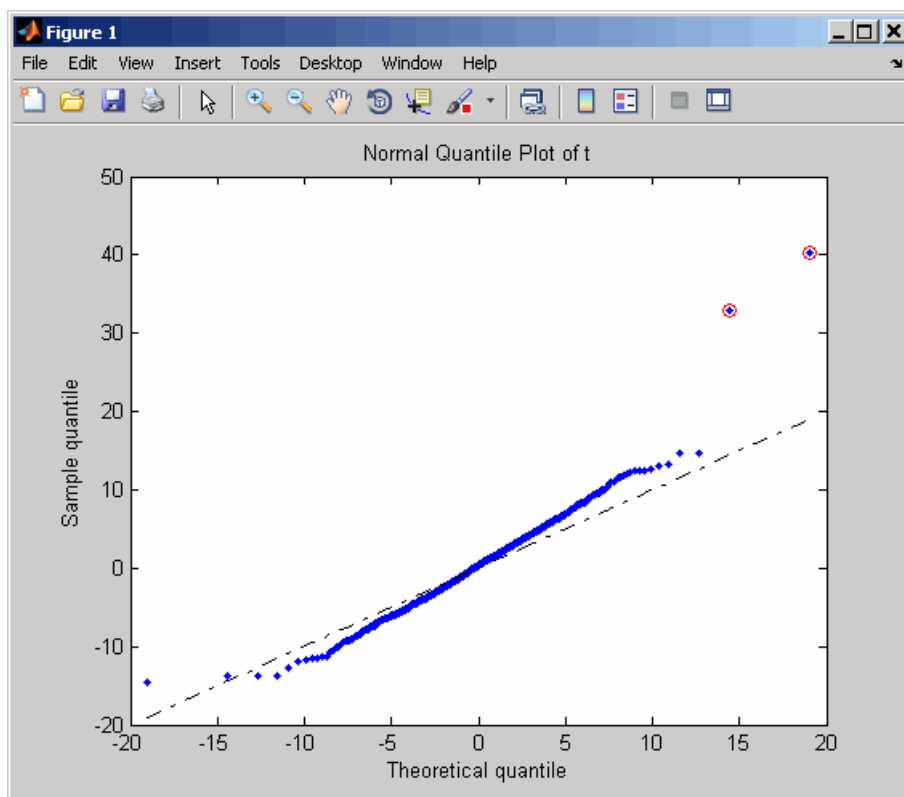 Figure 1
File Edit View Insert Tools Desktop Window Help
Normal Quantile Plot of t
50
40
30
20
10
0
-10
-20
Sample quantile
-20 -15 -10 -5 0 5 10 15 20
Theoretical quantile